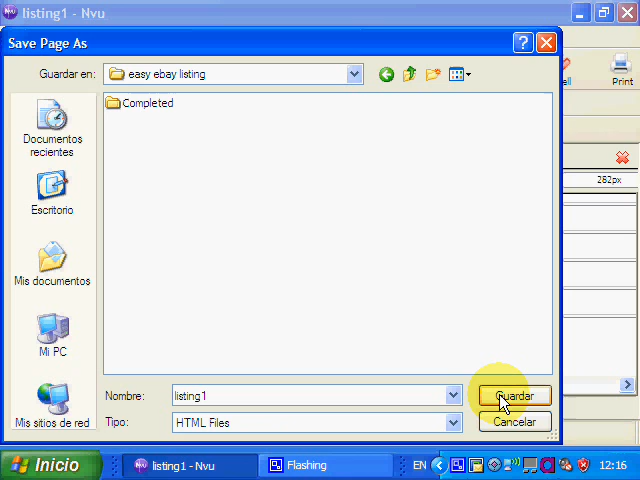 listing1 - Nvu
Save Page As
Guardar en:
easy ebay listing
Print
Completed
Documentos
recientes
282px
Escritorio
Mis documentos
Mi PC
Mis sitios de red
Nombre:
listing1
Guardar
Tipo:
HTML Files
Cancelar
Inicio
listing1 - Nvu
Flashing
EN
12:16